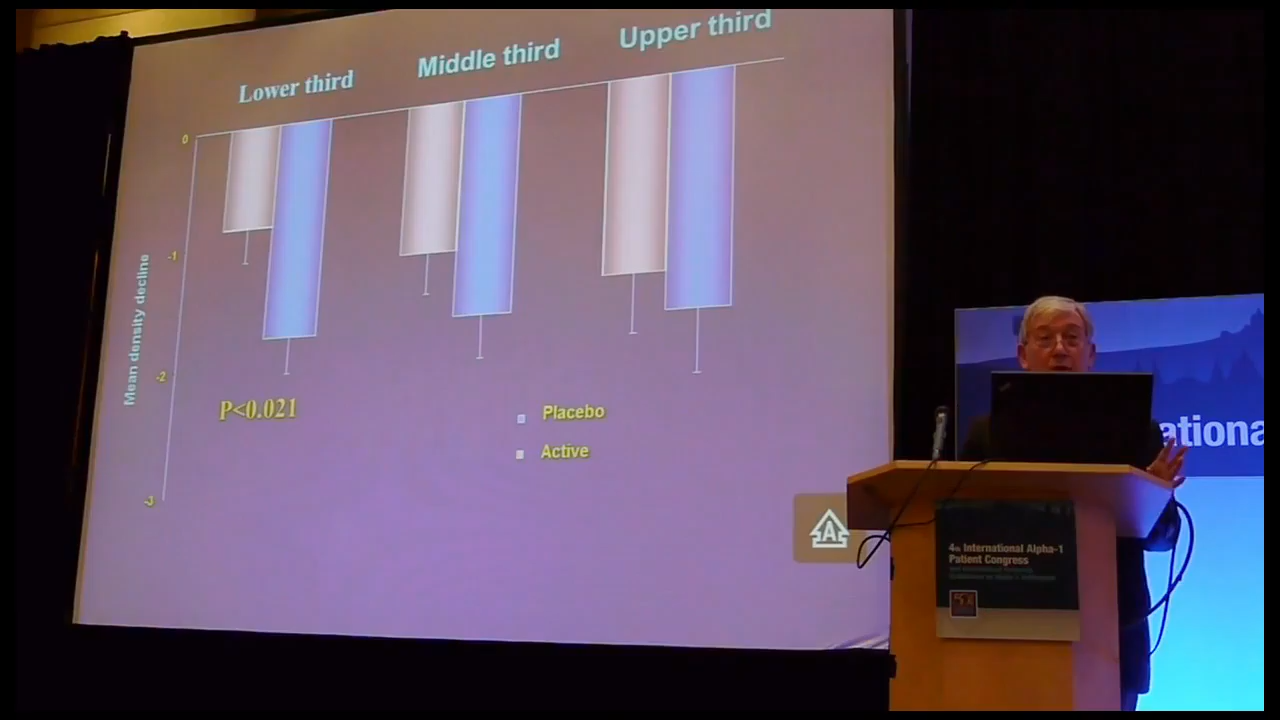 Lower third
Middle third
Upper third
0
-1
-2
-3
Mean density decline
P<0.021
Placebo
Active
A
ationa
4th International Alpha-1
Patient Congress